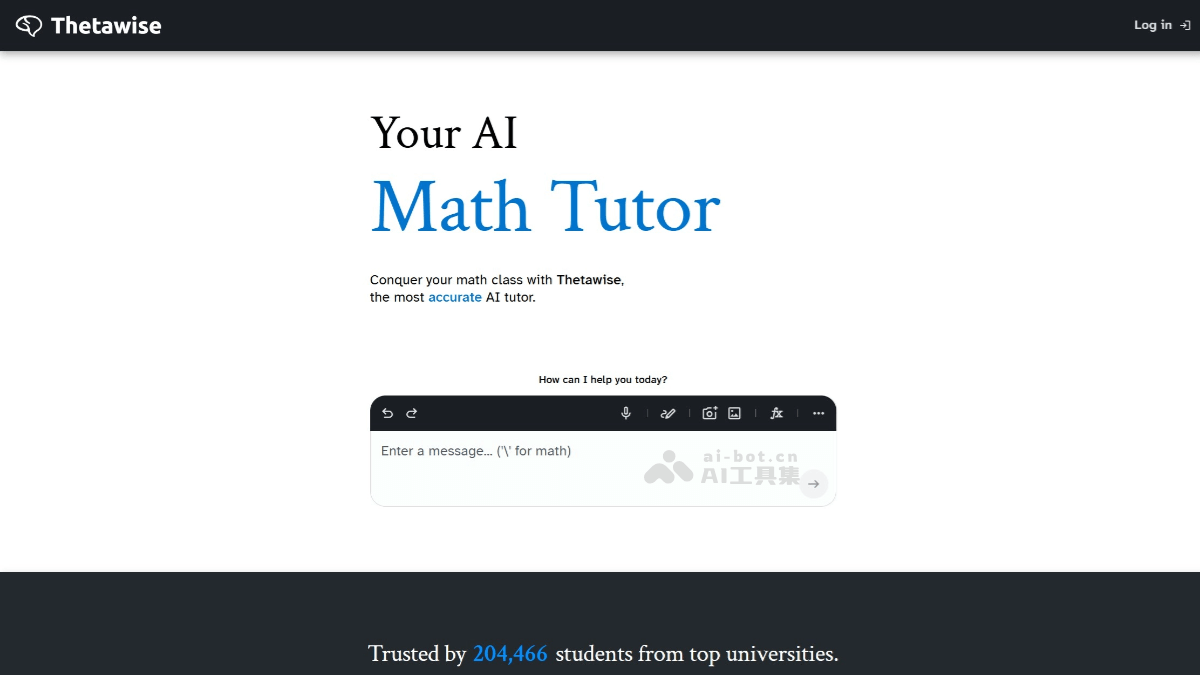 Thetawise
Log in
Your AI
Math Tutor
Conquer your math class with Thetawise,
the most accurate AI tutor.
How can I help you today?
fx
Enter a message... ('\' for math)
ai-bot.cn
AI工具集
Trusted by 204,466 students from top universities.